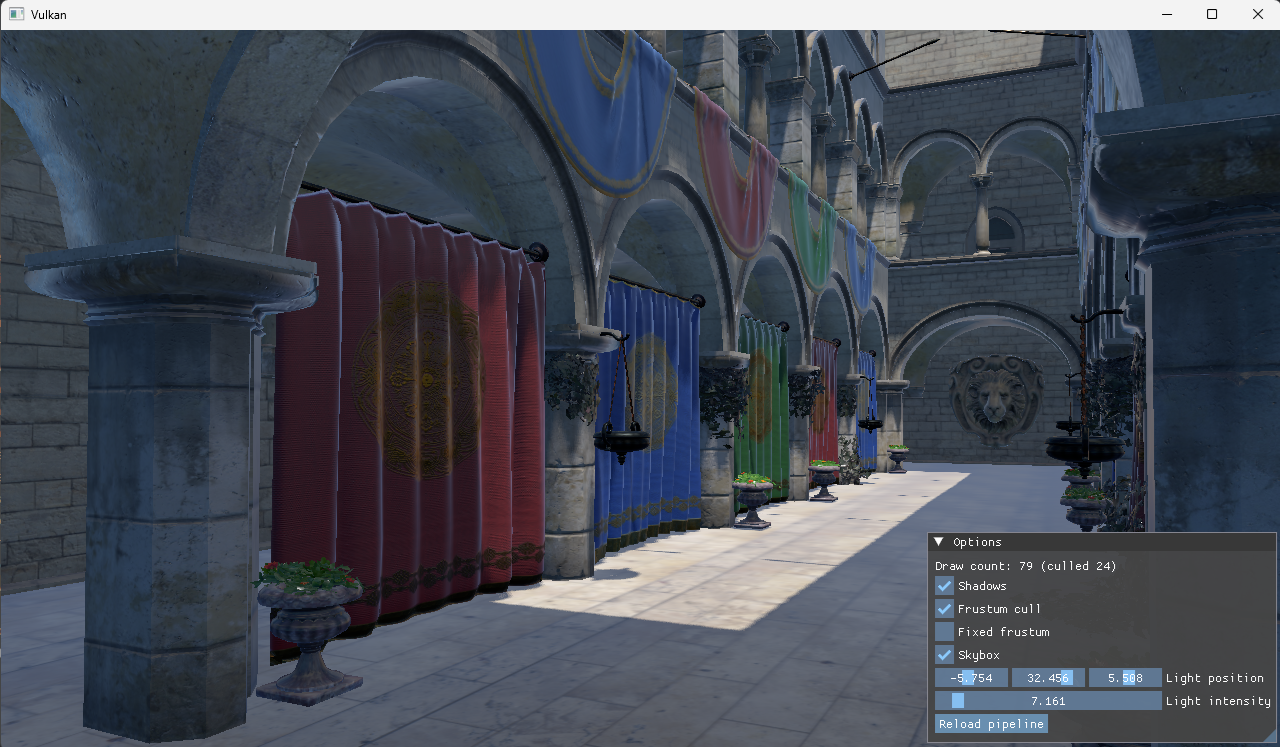 Vulkan
Options
Draw count: 79 (culled 24)
Shadows
Frustum cull
Fixed frustum
Skybox
-5.754 32.456 5.508 Light position
7.161 Light intensity
Reload pipeline